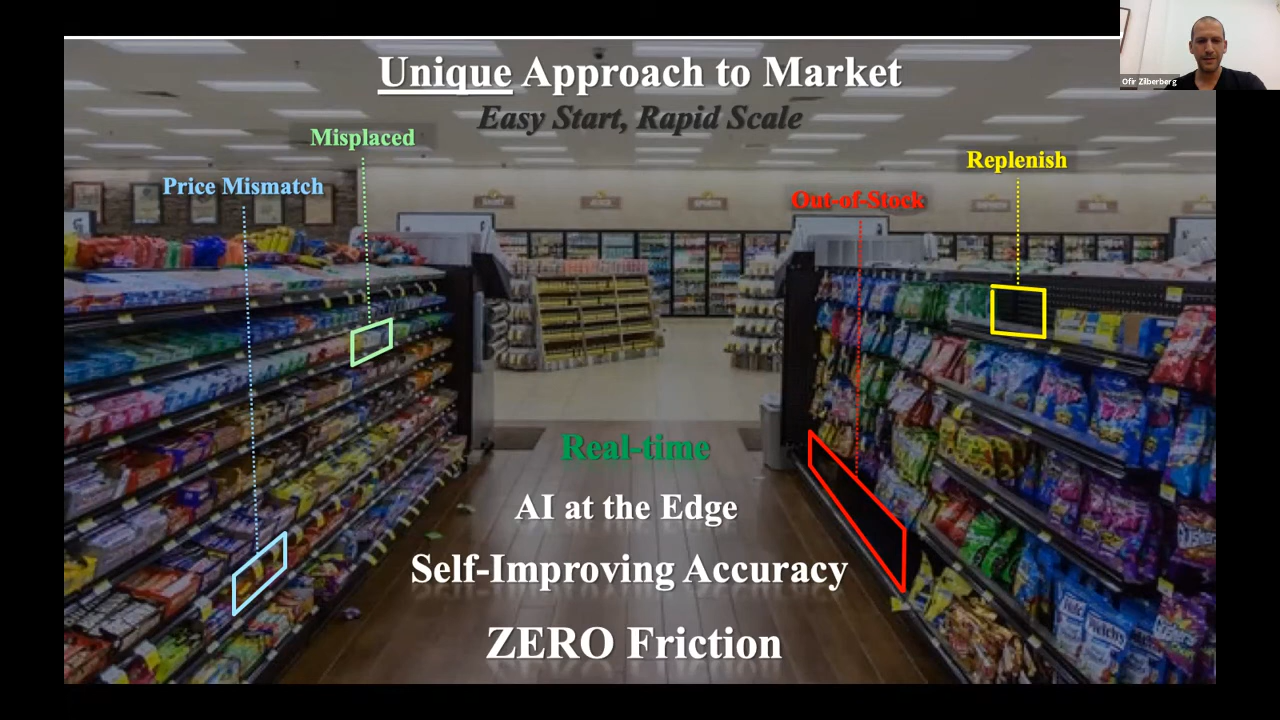 Unique Approach to Market
Easy Start, Rapid Scale
Misplaced
Price Mismatch
Replenish
Out-of-Stock
Real-time
AI at the Edge
Self-Improving Accuracy
ZERO Friction
Ofir Zilberberg
Welch's